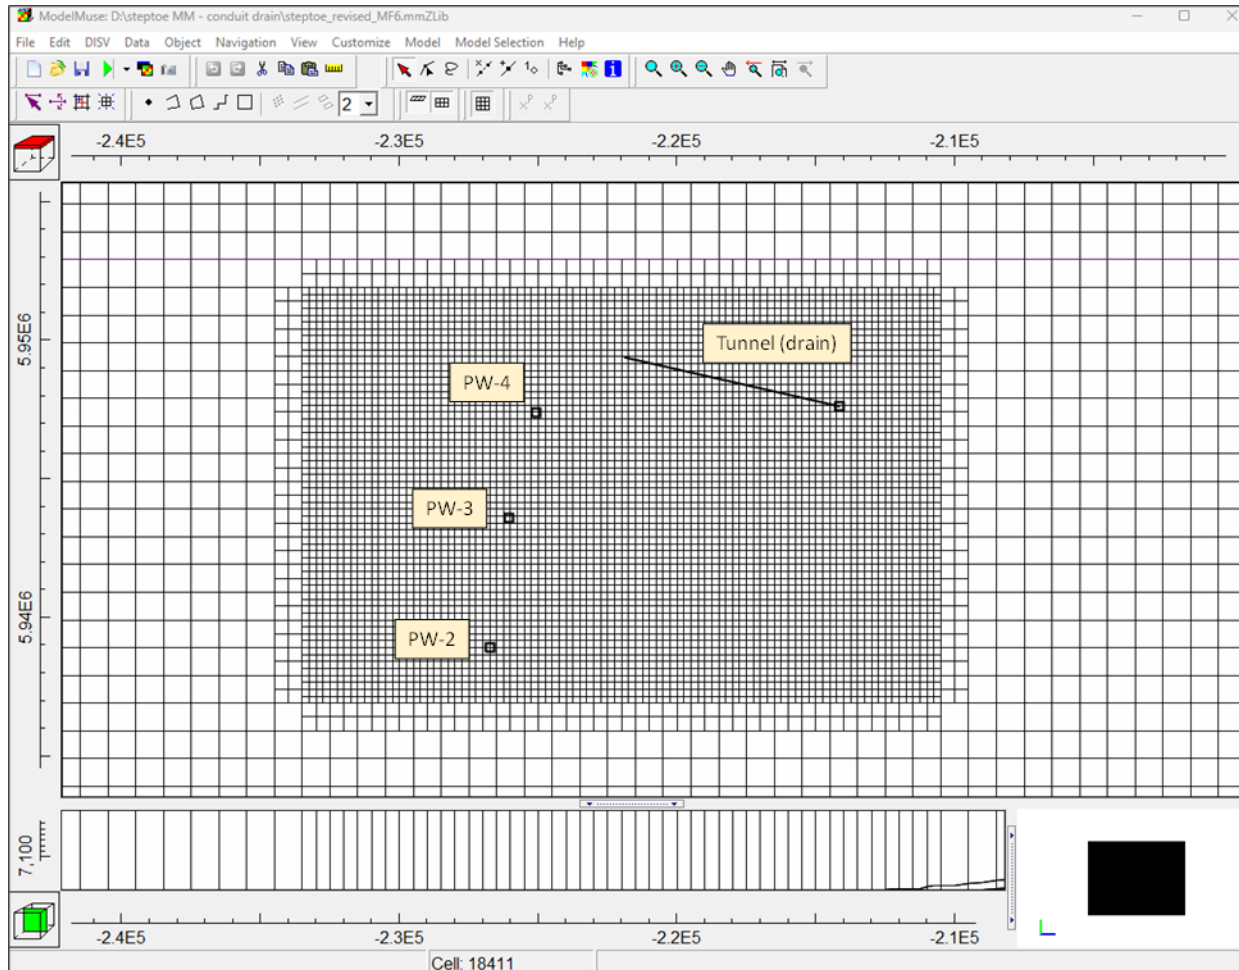 ModelMuse: D:\steptoe MM - conduit drain\steptoe_revised_MF6.mmZLib
File Edit DISV Data Object Navigation View Customize Model Model Selection Help
2
-2.4E5 -2.3E5 -2.2E5 -2.1E5
5.95E6
Tunnel (drain)
PW-4
PW-3
5.94E6
PW-2
7,100
-2.4E5 -2.3E5 -2.2E5 -2.1E5
Cell: 18411